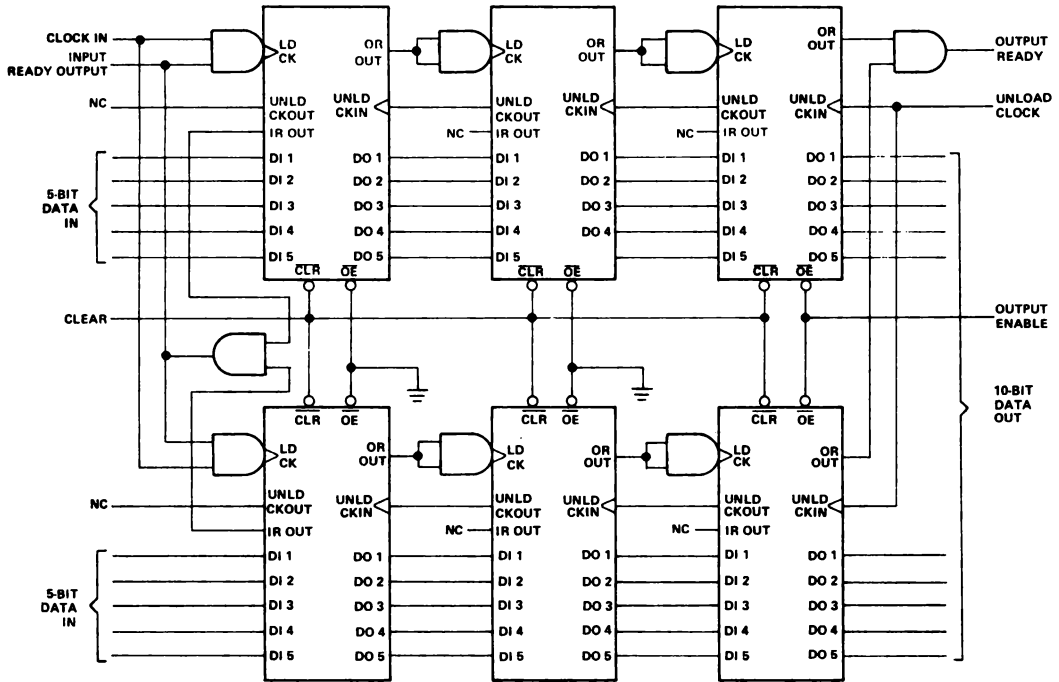 CLOCK IN
INPUT
READY OUTPUT
NC
5-BIT
DATA
IN
LD
CK
OR
OUT
UNLD
CKOUT
UNLD
CKIN
IR OUT
DI 1
DO 1
DI 2
DO 2
DI 3
DO 3
DI 4
DO 4
DI 5
DO 5
CLR
OE
LD
CK
OR
OUT
UNLD
CKOUT
UNLD
CKIN
NC
IR OUT
DI 1
DO 1
DI 2
DO 2
DI 3
DO 3
DI 4
DO 4
DI 5
CLR
OE
LD
CK
OR
OUT
UNLD
CKOUT
UNLD
CKIN
NC
IR OUT
DI 1
DO 1
DI 2
DO 2
DI 3
DO 3
DI 4
DO 4
DI 5
DO 5
CLR
OE
OUTPUT
READY
UNLOAD
CLOCK
CLEAR
OUTPUT
ENABLE
10-BIT
DATA
OUT
NC
5-BIT
DATA
IN
CLR
OE
LD
CK
OR
OUT
UNLD
CKOUT
UNLD
CKIN
IR OUT
DI 1
DO 1
DI 2
DO 2
DI 3
DO 3
DI 4
DO 4
DI 5
DO 5
CLR
OE
LD
CK
OR
OUT
UNLD
CKOUT
UNLD
CKIN
NC
IR OUT
DI 1
DO 1
DI 2
DO 2
DI 3
DO 3
DI 4
DO 4
DI 5
DO 5
CLR
OE
LD
CK
OR
OUT
UNLD
CKOUT
UNLD
CKIN
NC
IR OUT
DI 1
DO 1
DI 2
DO 2
DI 3
DO 3
DI 4
DO 4
DI 5
DO 5